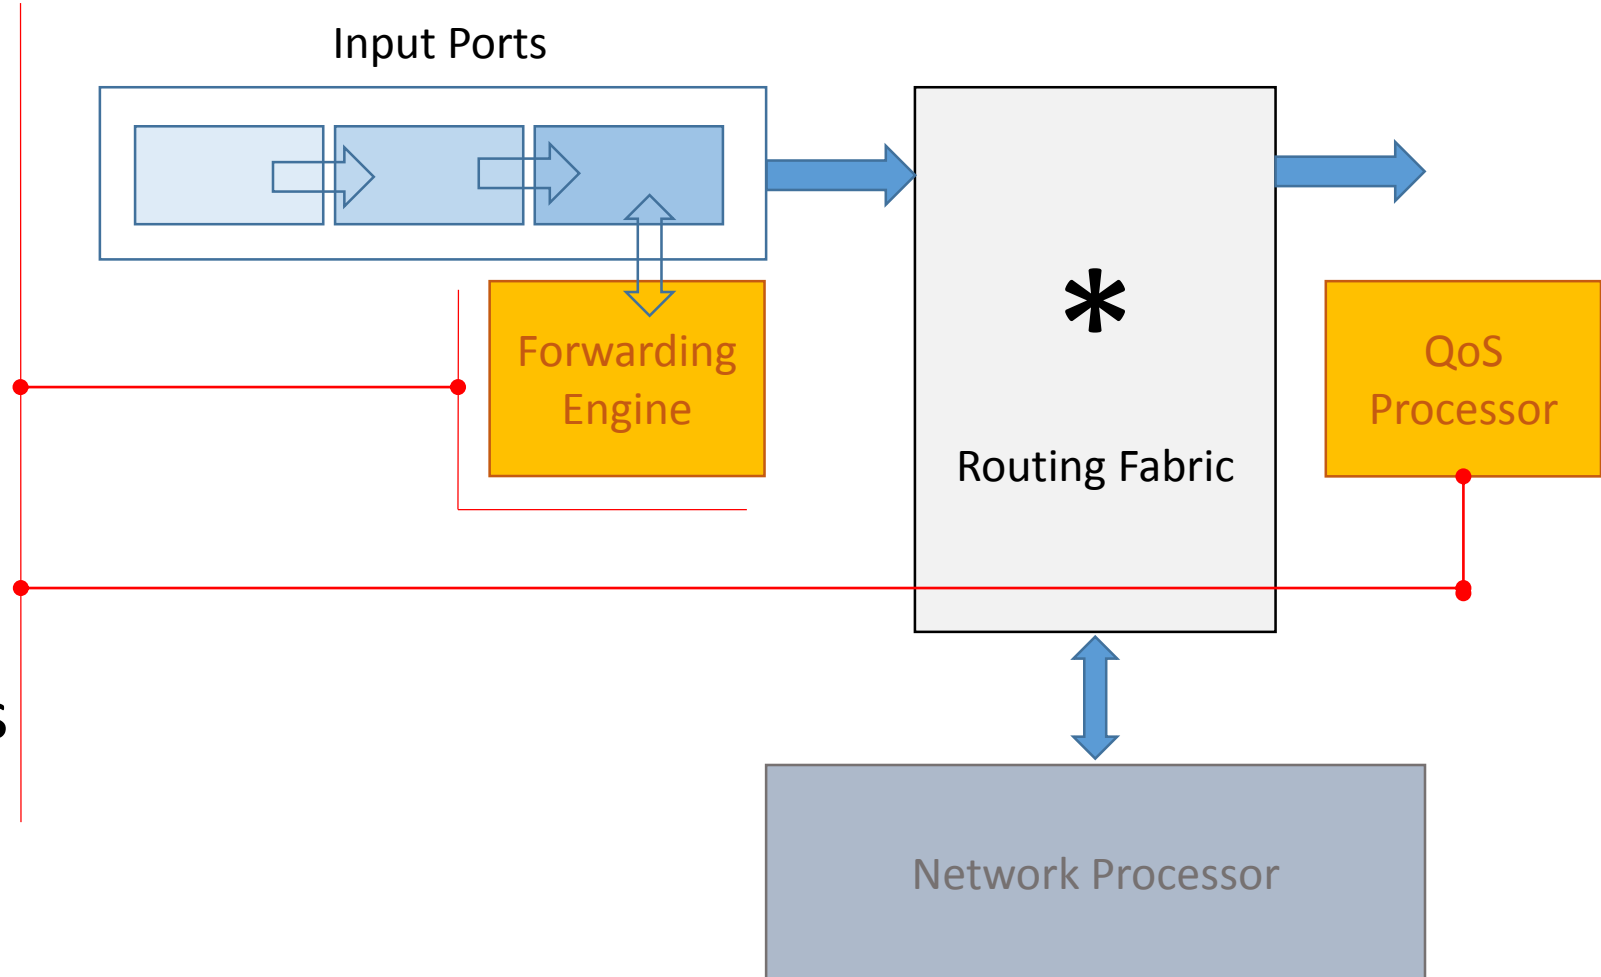 Input Ports
*
Forwarding
Engine
QoS
Processor
Routing Fabric
s
Network Processor